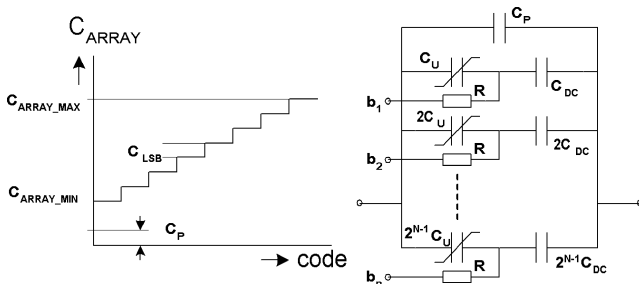 C_ARRAY
C_ARRAY_MAX
C_LSB
C_ARRAY_MIN
C_P
code
C_P
C_U
R
C_DC
b_1
2C_U
R
2C_DC
b_2
2^{N-1}C_U
R
2^{N-1}C_DC
b_n